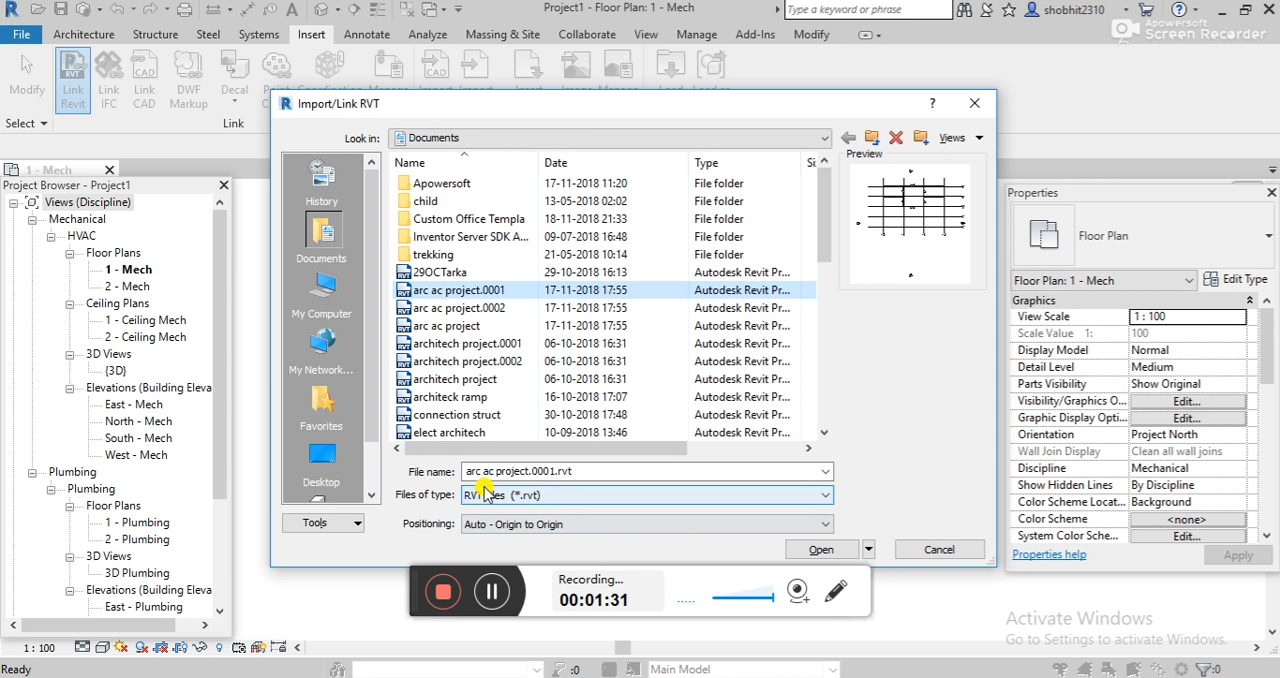 Project1 - Floor Plan: 1 - Mech
Type a keyword or phrase
shobhit2310
File Architecture Structure Steel Systems Insert Annotate Analyze Massing & Site Collaborate View Manage Add-Ins Modify
Apowersoft
Screen Recorder
Modify
Link Revit
Link IFC
Link CAD
DWF Markup
Decal
Select
Link
Import/Link RVT
Look in: Documents
Views
Preview
1 - Mech
Project Browser - Project1
Views (Discipline)
Mechanical
HVAC
Floor Plans
1 - Mech
2 - Mech
Ceiling Plans
1 - Ceiling Mech
2 - Ceiling Mech
3D Views
{3D}
Elevations (Building Eleva
East - Mech
North - Mech
South - Mech
West - Mech
Plumbing
Plumbing
Floor Plans
1 - Plumbing
2 - Plumbing
3D Views
3D Plumbing
Elevations (Building Eleva
East - Plumbing
History
Documents
My Computer
My Network...
Favorites
Desktop
Name Date Type Si
Apowersoft 17-11-2018 11:20 File folder
child 13-05-2018 02:02 File folder
Custom Office Templa 18-11-2018 21:33 File folder
Inventor Server SDK A... 09-07-2018 16:48 File folder
trekking 21-05-2018 10:14 File folder
29OCTarka 29-10-2018 16:13 Autodesk Revit Pr...
arc ac project.0001 17-11-2018 17:55 Autodesk Revit Pr...
arc ac project.0002 17-11-2018 17:55 Autodesk Revit Pr...
arc ac project 17-11-2018 17:55 Autodesk Revit Pr...
architech project.0001 06-10-2018 16:31 Autodesk Revit Pr...
architech project.0002 06-10-2018 16:31 Autodesk Revit Pr...
architech project 06-10-2018 16:31 Autodesk Revit Pr...
architeck ramp 16-10-2018 17:07 Autodesk Revit Pr...
connection struct 30-10-2018 17:48 Autodesk Revit Pr...
elect architech 10-09-2018 13:46 Autodesk Revit Pr...
File name: arc ac project.0001.rvt
Files of type: (*.rvt)
Tools
Positioning: Auto - Origin to Origin
Open Cancel
Recording...
00:01:31
Properties
Floor Plan
Floor Plan: 1 - Mech Edit Type
Graphics
View Scale 1 : 100
Scale Value 1: 100
Display Model Normal
Detail Level Medium
Parts Visibility Show Original
Visibility/Graphics O... Edit...
Graphic Display Opti... Edit...
Orientation Project North
Wall Join Display Clean all wall joins
Discipline Mechanical
Show Hidden Lines By Discipline
Color Scheme Locat... Background
Color Scheme <none>
System Color Sche... Edit...
Properties help Apply
Activate Windows
Go to Settings to activate Windows.
1 : 100
Ready
:0
Main Model
:0